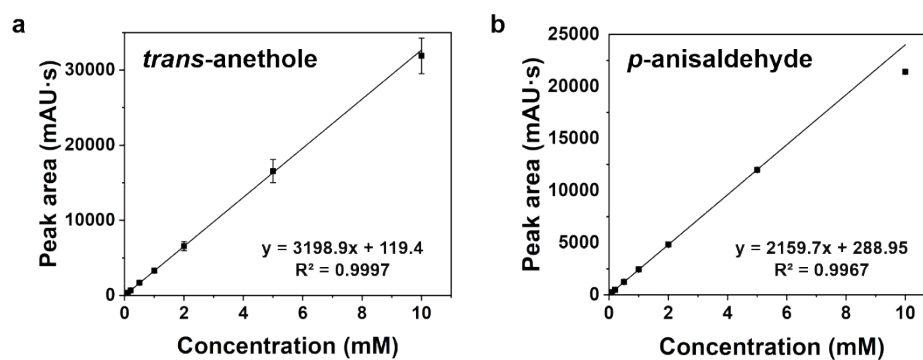 a
trans-anethole
Peak area (mAU·s)
30000
20000
10000
0
y = 3198.9x + 119.4
R² = 0.9997
0 2 4 6 8 10
Concentration (mM)
b
p-anisaldehyde
Peak area (mAU·s)
25000
20000
15000
10000
5000
0
y = 2159.7x + 288.95
R² = 0.9967
0 2 4 6 8 10
Concentration (mM)